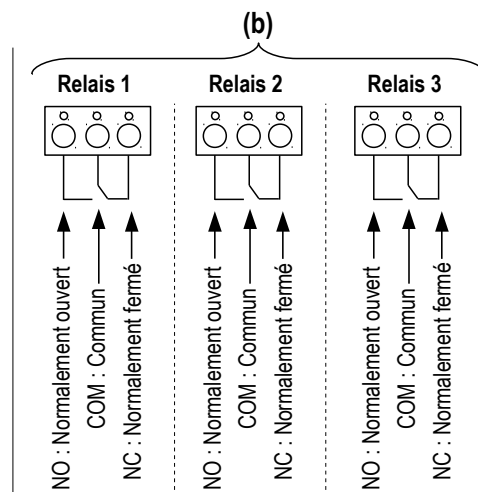 (b)
Relais 1
Relais 2
Relais 3
NO : Normalement ouvert
COM : Commun
NC : Normalement fermé
NO : Normalement ouvert
COM : Commun
NC : Normalement fermé
NO : Normalement ouvert
COM : Commun
NC : Normalement fermé